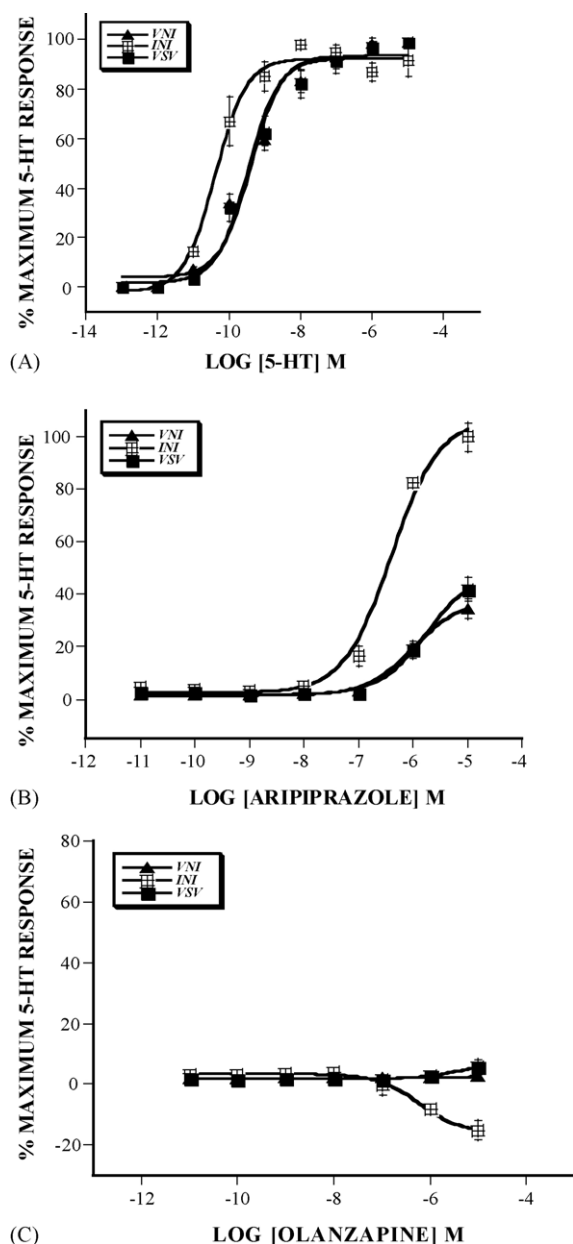 VNI
INI
VSV
% MAXIMUM 5-HT RESPONSE
100
80
60
40
20
0
-14 -12 -10 -8 -6 -4
(A) LOG [5-HT] M
VNI
INI
VSV
% MAXIMUM 5-HT RESPONSE
100
80
60
40
20
0
-12 -11 -10 -9 -8 -7 -6 -5 -4
(B) LOG [ARIPIPRAZOLE] M
VNI
INI
VSV
% MAXIMUM 5-HT RESPONSE
80
60
40
20
0
-20
-12 -10 -8 -6 -4
(C) LOG [OLANZAPINE] M